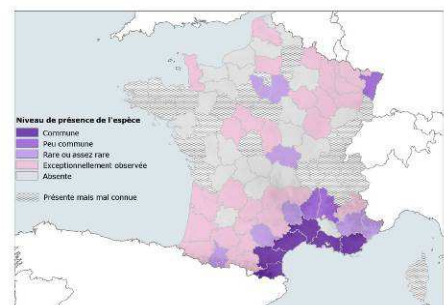 Niveau de présence de l'espèce
Commune
Peu commune
Rare ou assez rare
Exceptionnellement observée
Absente
Présente mais mal connue